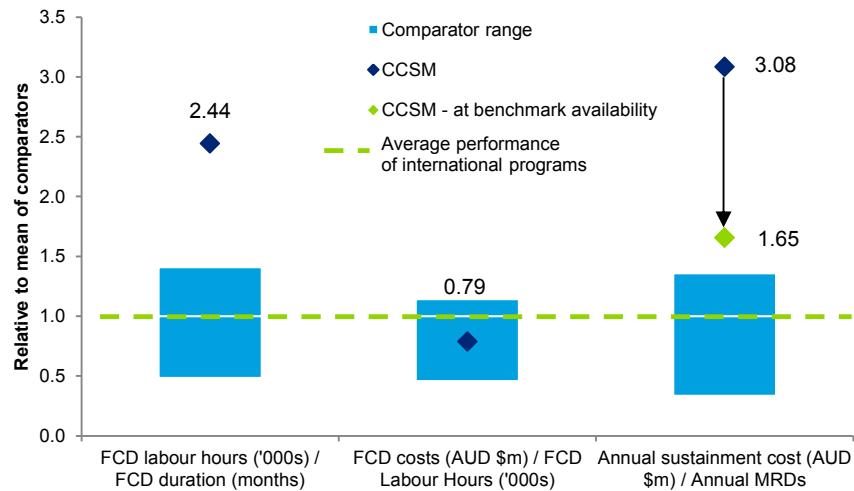 Relative to mean of comparators
3.5
3.0
2.5
2.0
1.5
1.0
0.5
0.0
Comparator range
CCSM
CCSM - at benchmark availability
Average performance
of international programs
2.44
0.79
3.08
1.65
FCD labour hours ('000s) /
FCD duration (months)
FCD costs (AUD $m) / FCD
Labour Hours ('000s)
Annual sustainment cost (AUD
$m) / Annual MRDs